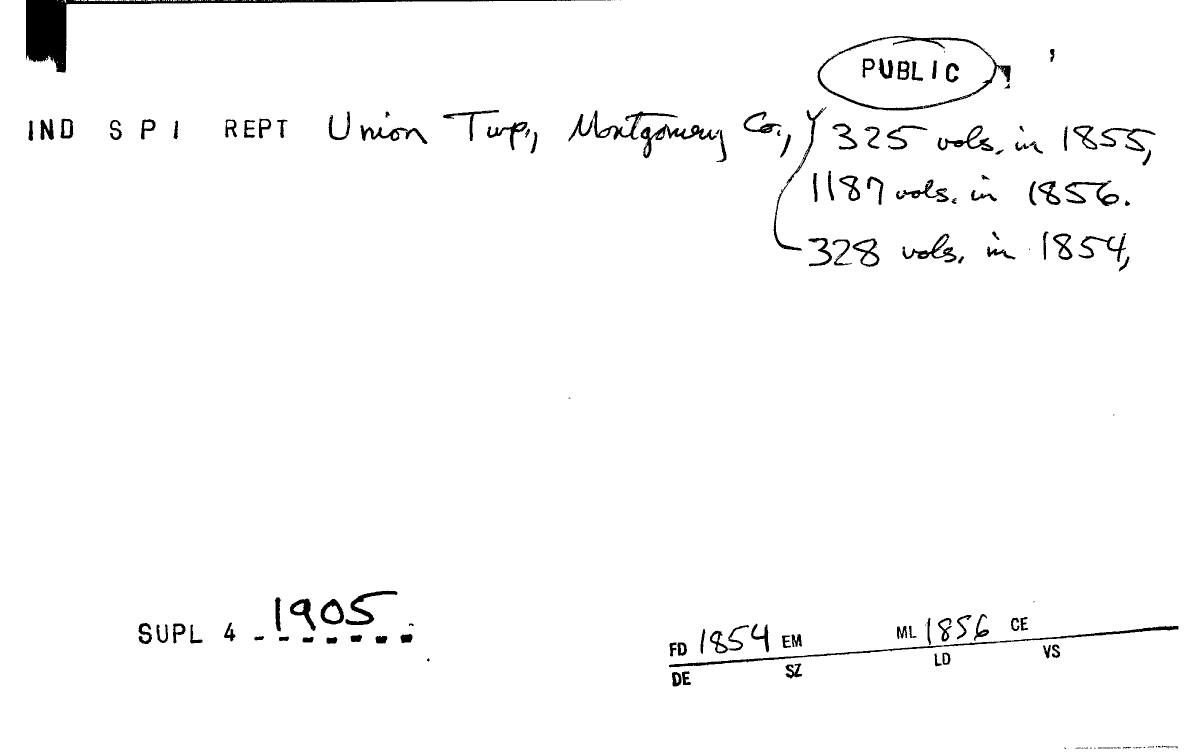 PUBLIC
IND S P I REPT Union Twp., Montgomery Co., 325 vols. in 1855,
1187 vols. in 1856.
328 vols. in 1854,
SUPL 4 1905
FD 1854 EM ML 1856 CE
DE SZ LD VS